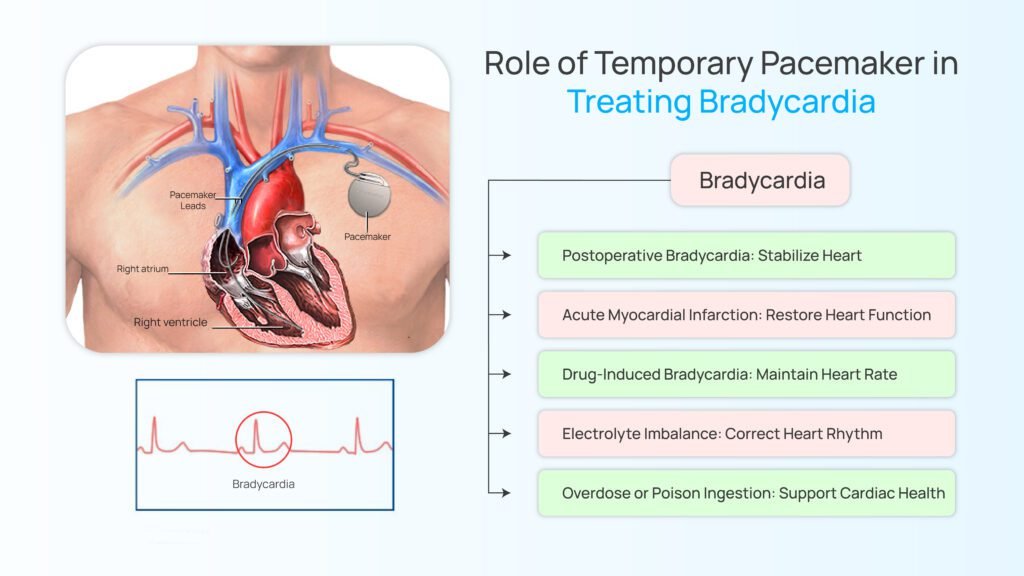 Role of Temporary Pacemaker in
Treating Bradycardia
Pacemaker
Leads
Pacemaker
Right atrium
Right ventricle
Bradycardia
Bradycardia
Postoperative Bradycardia: Stabilize Heart
Acute Myocardial Infarction: Restore Heart Function
Drug-Induced Bradycardia: Maintain Heart Rate
Electrolyte Imbalance: Correct Heart Rhythm
Overdose or Poison Ingestion: Support Cardiac Health